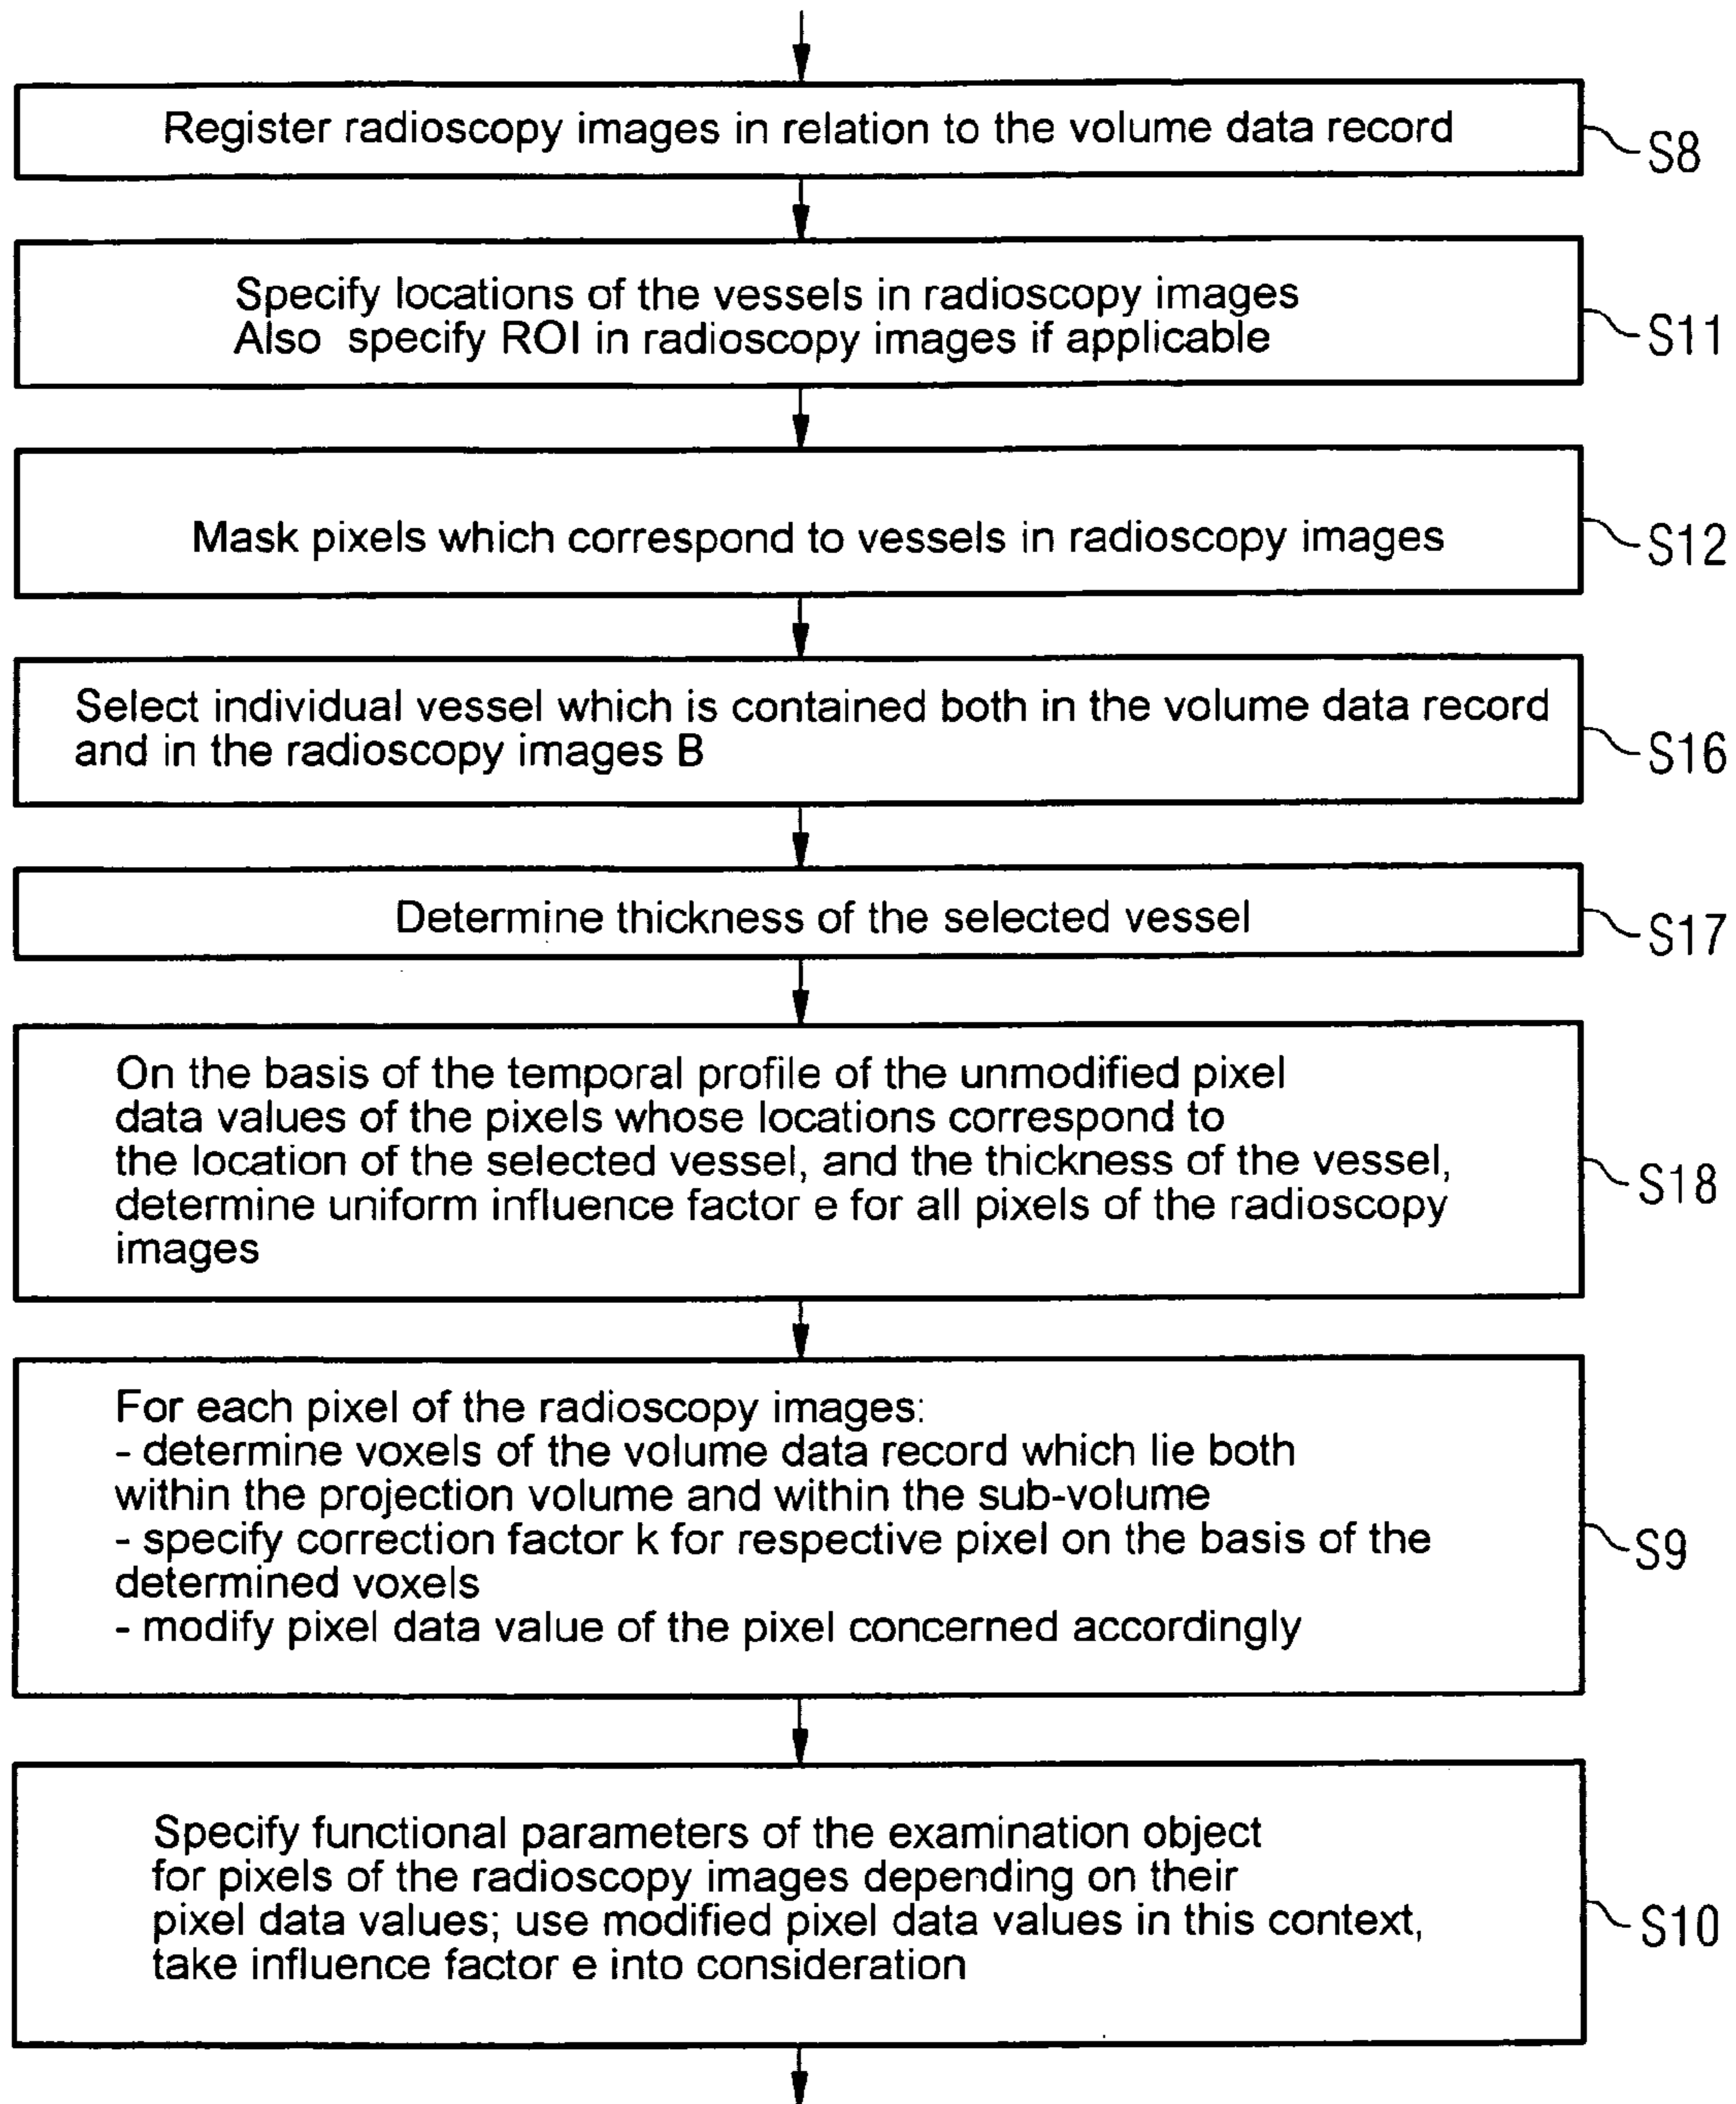 Register radioscopy images in relation to the volume data record
S8
Specify locations of the vessels in radioscopy images
Also specify ROI in radioscopy images if applicable
S11
Mask pixels which correspond to vessels in radioscopy images
S12
Select individual vessel which is contained both in the volume data record
and in the radioscopy images B
S16
Determine thickness of the selected vessel
S17
On the basis of the temporal profile of the unmodified pixel
data values of the pixels whose locations correspond to
the location of the selected vessel, and the thickness of the vessel,
determine uniform influence factor e for all pixels of the radioscopy
images
S18
For each pixel of the radioscopy images:
- determine voxels of the volume data record which lie both
within the projection volume and within the sub-volume
- specify correction factor k for respective pixel on the basis of the
determined voxels
- modify pixel data value of the pixel concerned accordingly
S9
Specify functional parameters of the examination object
for pixels of the radioscopy images depending on their
pixel data values; use modified pixel data values in this context,
take influence factor e into consideration
S10